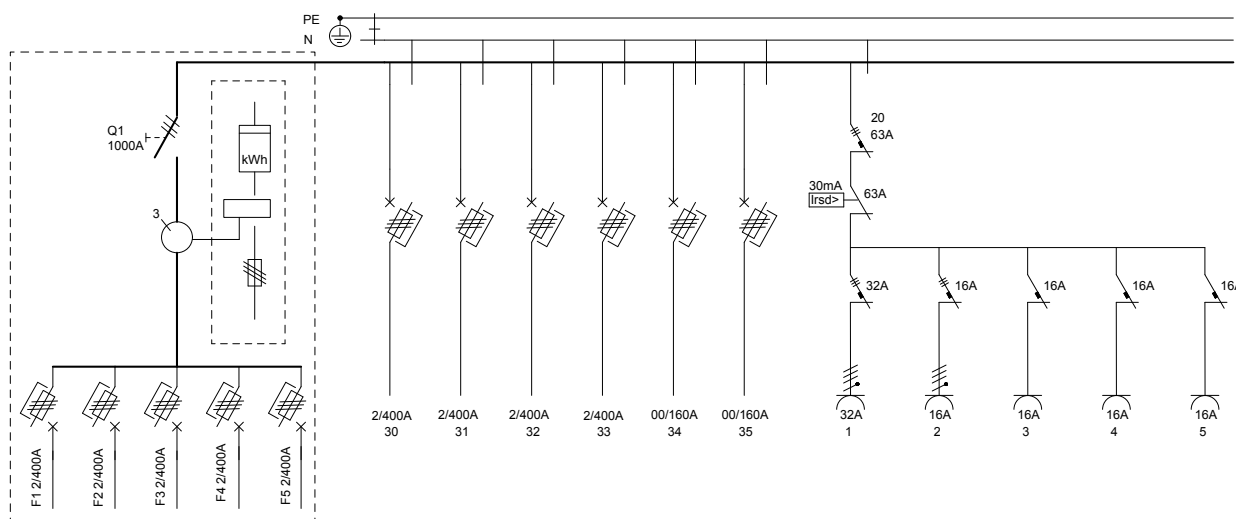 PE
N
Q1
1000A
kWh
3
20
63A
30mA
Irsd>
63A
32A
16A
16A
16A
16A
2/400A
30
2/400A
31
2/400A
32
2/400A
33
00/160A
34
00/160A
35
32A
1
16A
2
16A
3
16A
4
16A
5
F1 2/400A
F2 2/400A
F3 2/400A
F4 2/400A
F5 2/400A